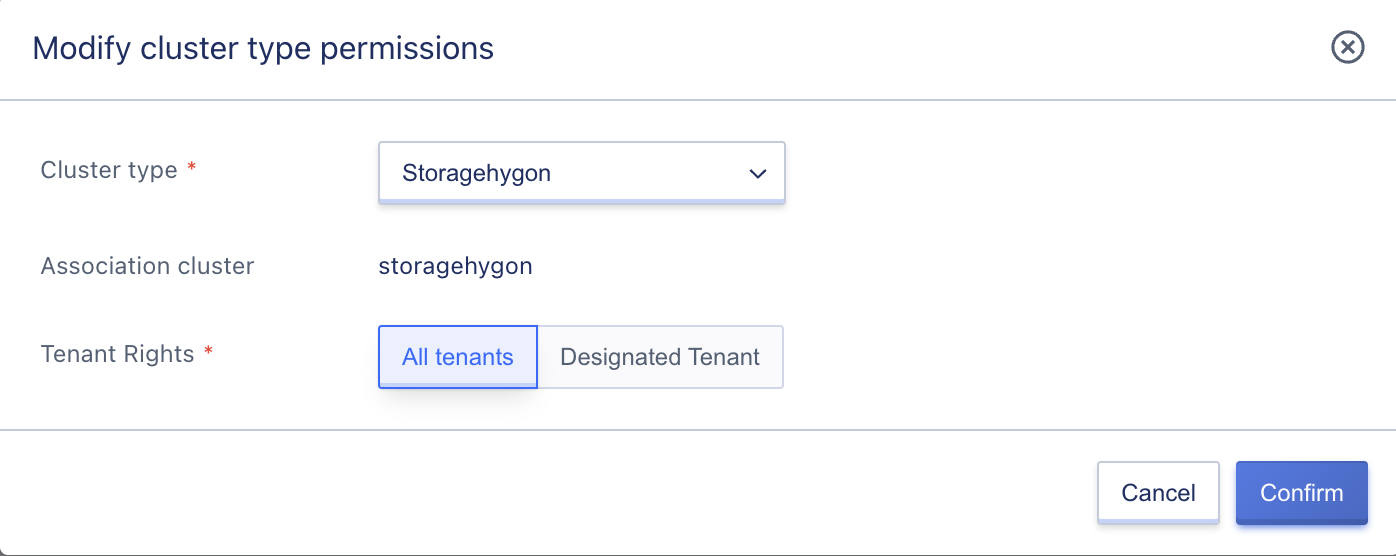 Modify cluster type permissions
Cluster type *
Storagehygon
Association cluster
storagehygon
Tenant Rights *
All tenants
Designated Tenant
Cancel
Confirm